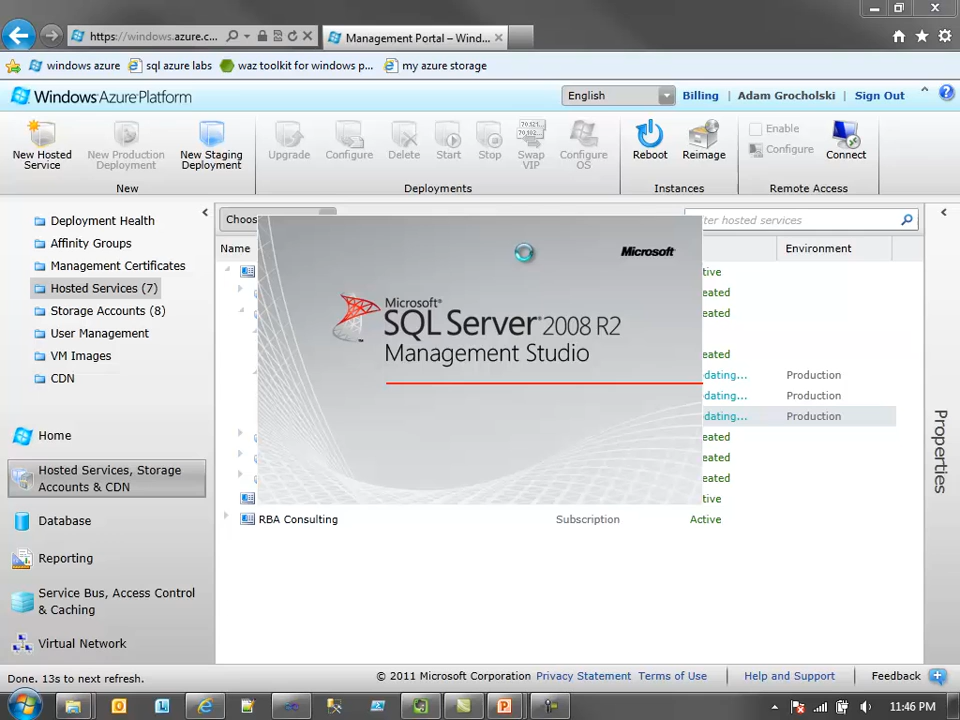 https://windows.azure.c...
Management Portal – Wind...
windows azure
sql azure labs
waz toolkit for windows p...
my azure storage
Windows Azure Platform
English
Billing
Adam Grocholski
Sign Out
New Hosted
Service
New Production
Deployment
New Staging
Deployment
New
Upgrade
Configure
Delete
Start
Stop
Swap
VIP
Configure
OS
Deployments
Reboot
Reimage
Instances
Enable
Configure
Connect
Remote Access
Deployment Health
Affinity Groups
Management Certificates
Hosted Services (7)
Storage Accounts (8)
User Management
VM Images
CDN
Home
Hosted Services, Storage
Accounts & CDN
Database
Reporting
Service Bus, Access Control
& Caching
Virtual Network
Choos
ter hosted services
Name
Environment
tive
eated
eated
eated
dating... Production
dating... Production
dating... Production
eated
eated
eated
tive
RBA Consulting Subscription Active
Microsoft
Microsoft®
SQL Server® 2008 R2
Management Studio
Properties
Done. 13s to next refresh.
© 2011 Microsoft Corporation
Privacy Statement
Terms of Use
Help and Support
Feedback
11:46 PM